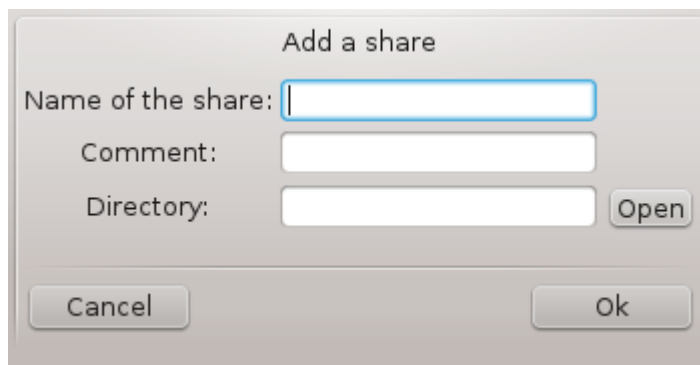 Add a share
Name of the share:
Comment:
Directory: Open
Cancel Ok